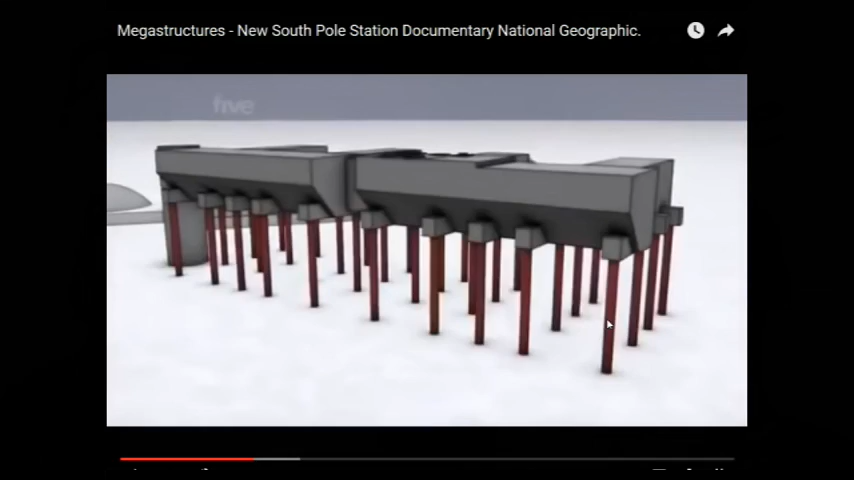 Megastructures - New South Pole Station Documentary National Geographic.
five